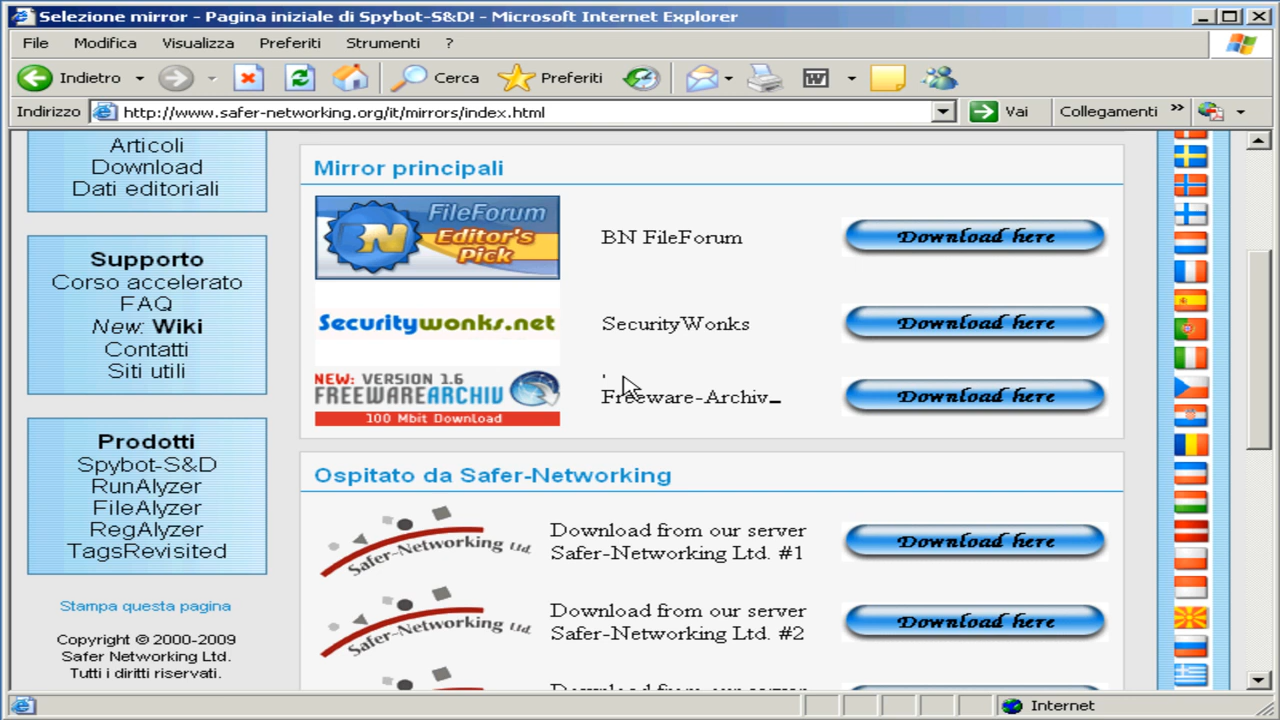 Selezione mirror - Pagina iniziale di Spybot-S&D! - Microsoft Internet Explorer
File Modifica Visualizza Preferiti Strumenti ?
Indietro Cerca Preferiti W
Indirizzo http://www.safer-networking.org/it/mirrors/index.html Vai Collegamenti »
Articoli
Download
Dati editoriali
Supporto
Corso accelerato
FAQ
New: Wiki
Contatti
Siti utili
Prodotti
Spybot-S&D
RunAlyzer
FileAlyzer
RegAlyzer
TagsRevisited
Stampa questa pagina
Copyright © 2000-2009
Safer Networking Ltd.
Tutti i diritti riservati.
Mirror principali
BN FileForum
Editor's
Pick
BN FileForum
Download here
Securitywonks.net
SecurityWonks
Download here
NEW: VERSION 1.6
FREEWAREARCHIV
100 Mbit Download
Freeware-Archiv_
Download here
Ospitato da Safer-Networking
Safer-Networking Ltd.
Download from our server
Safer-Networking Ltd. #1
Download here
Safer-Networking Ltd.
Download from our server
Safer-Networking Ltd. #2
Download here
Download from our server
Internet